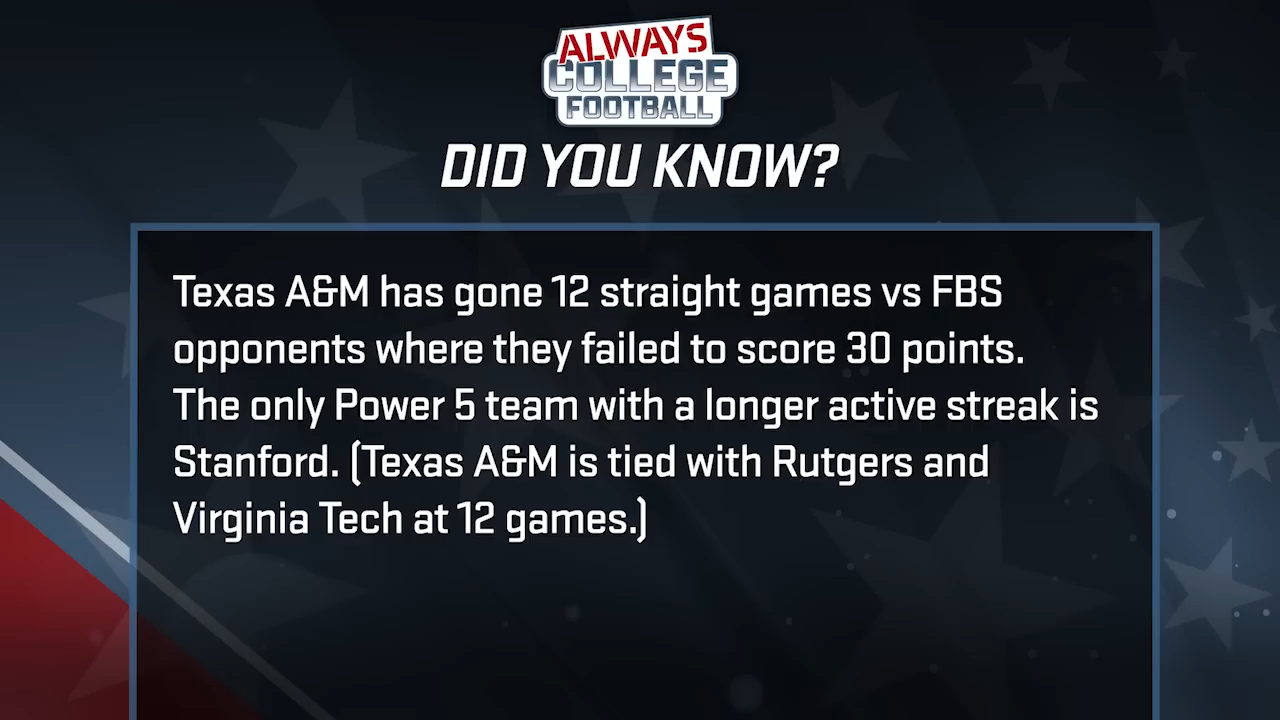 ALWAYS
COLLEGE
FOOTBALL
DID YOU KNOW?
Texas A&M has gone 12 straight games vs FBS
opponents where they failed to score 30 points.
The only Power 5 team with a longer active streak is
Stanford. (Texas A&M is tied with Rutgers and
Virginia Tech at 12 games.)